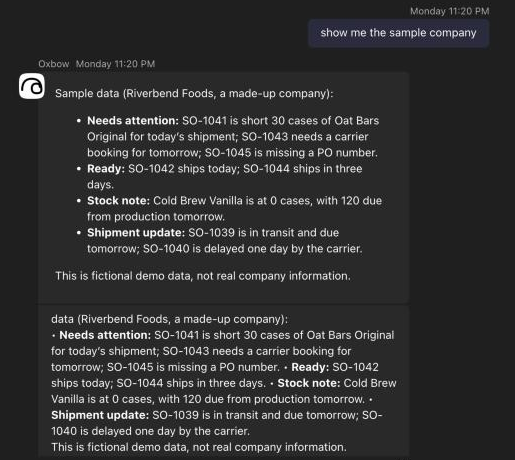 Monday 11:20 PM
show me the sample company
Oxbow Monday 11:20 PM
Sample data (Riverbend Foods, a made-up company):
• Needs attention: SO-1041 is short 30 cases of Oat Bars
Original for today's shipment; SO-1043 needs a carrier
booking for tomorrow; SO-1045 is missing a PO number.
• Ready: SO-1042 ships today; SO-1044 ships in three
days.
• Stock note: Cold Brew Vanilla is at 0 cases, with 120 due
from production tomorrow.
• Shipment update: SO-1039 is in transit and due
tomorrow; SO-1040 is delayed one day by the carrier.
This is fictional demo data, not real company information.
data (Riverbend Foods, a made-up company):
• Needs attention: SO-1041 is short 30 cases of Oat Bars Original
for today's shipment; SO-1043 needs a carrier booking for
tomorrow; SO-1045 is missing a PO number. • Ready: SO-1042
ships today; SO-1044 ships in three days. • Stock note: Cold Brew
Vanilla is at 0 cases, with 120 due from production tomorrow. •
Shipment update: SO-1039 is in transit and due tomorrow; SO-
1040 is delayed one day by the carrier.
This is fictional demo data, not real company information.